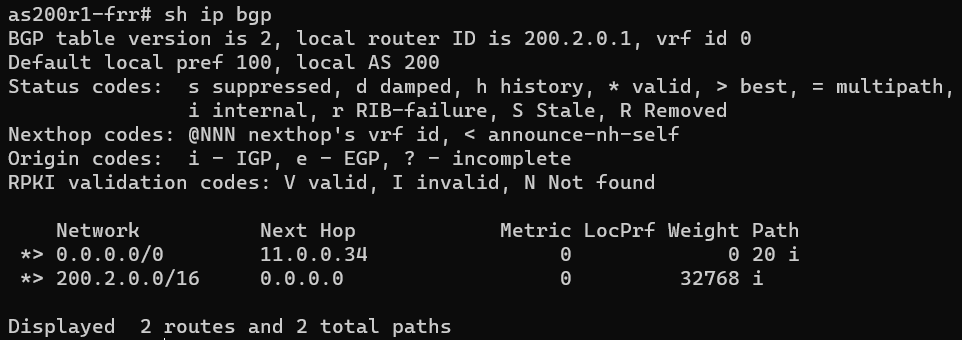 as200r1-frr# sh ip bgp
BGP table version is 2, local router ID is 200.2.0.1, vrf id 0
Default local pref 100, local AS 200
Status codes:  s suppressed, d damped, h history, * valid, > best, = multipath,
               i internal, r RIB-failure, S Stale, R Removed
Nexthop codes: @NNN nexthop's vrf id, < announce-nh-self
Origin codes:  i - IGP, e - EGP, ? - incomplete
RPKI validation codes: V valid, I invalid, N Not found

    Network          Next Hop            Metric LocPrf Weight Path
 *> 0.0.0.0/0        11.0.0.34                0             0 20 i
 *> 200.2.0.0/16     0.0.0.0                  0         32768 i

Displayed  2 routes and 2 total paths